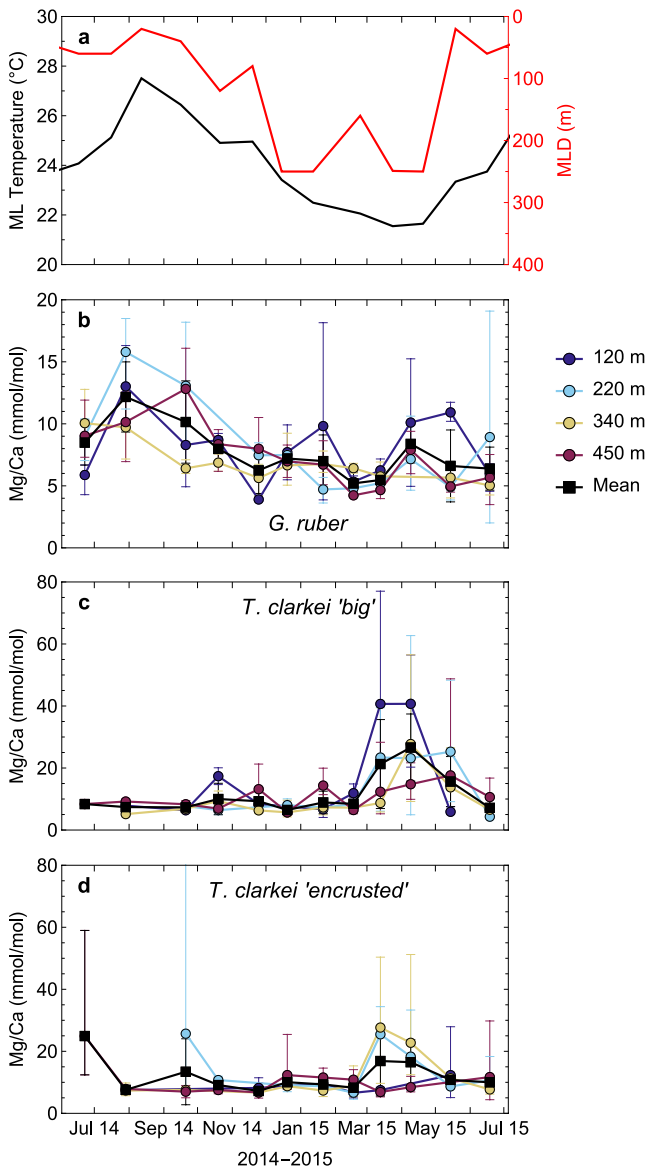 a
30
28
26
24
22
20
ML Temperature (°C)
0
100
200
300
400
MLD (m)
b
20
15
10
5
0
Mg/Ca (mmol/mol)
G. ruber
120 m
220 m
340 m
450 m
Mean
c
T. clarkei 'big'
80
60
40
20
0
Mg/Ca (mmol/mol)
d
T. clarkei 'encrusted'
80
60
40
20
0
Mg/Ca (mmol/mol)
Jul 14 Sep 14 Nov 14 Jan 15 Mar 15 May 15 Jul 15
2014–2015